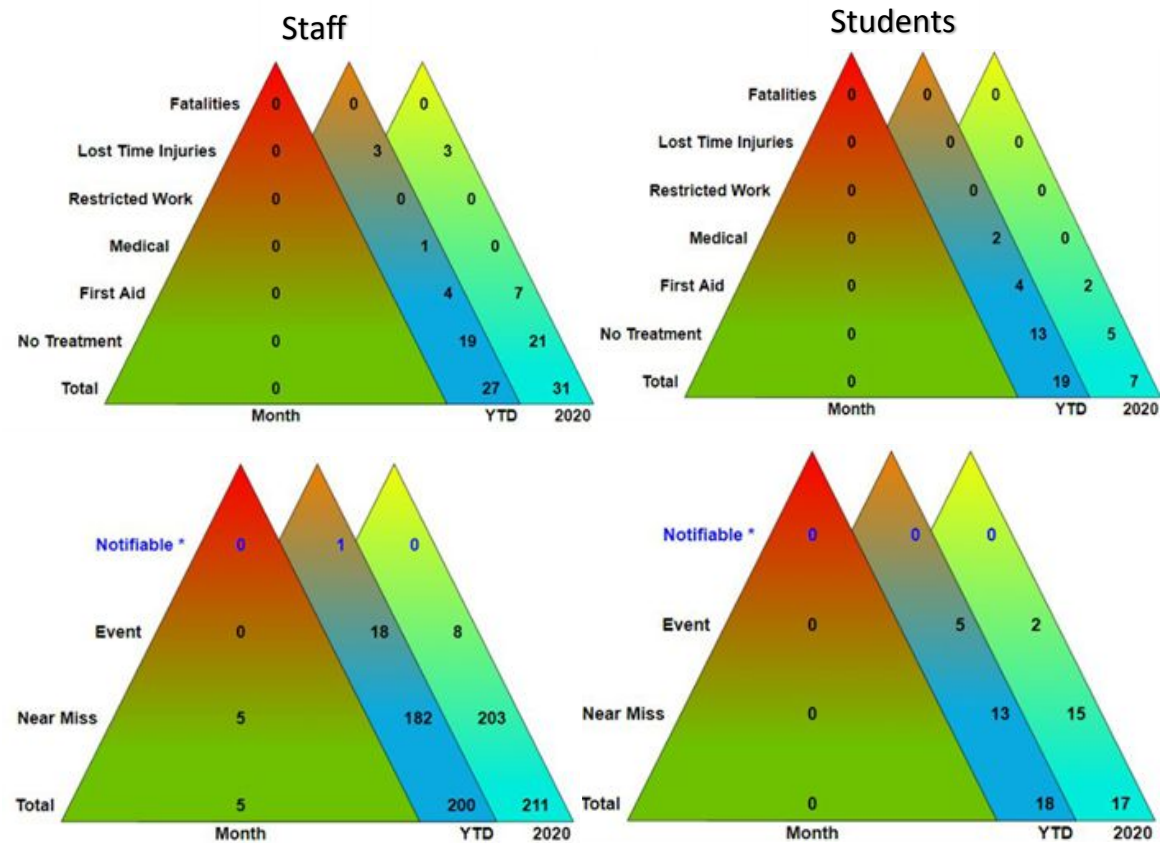 Staff
Fatalities 0 0 0
Lost Time Injuries 0 3 3
Restricted Work 0 0 0
Medical 0 1 0
First Aid 0 4 7
No Treatment 0 19 21
Total 0 27 31
Month YTD 2020
Students
Fatalities 0 0 0
Lost Time Injuries 0 0 0
Restricted Work 0 0 0
Medical 0 2 0
First Aid 0 4 2
No Treatment 0 13 5
Total 0 19 7
Month YTD 2020
Notifiable * 0 1 0
Event 0 18 8
Near Miss 5 182 203
Total 5 200 211
Month YTD 2020
Notifiable * 0 0 0
Event 0 5 2
Near Miss 0 13 15
Total 0 18 17
Month YTD 2020